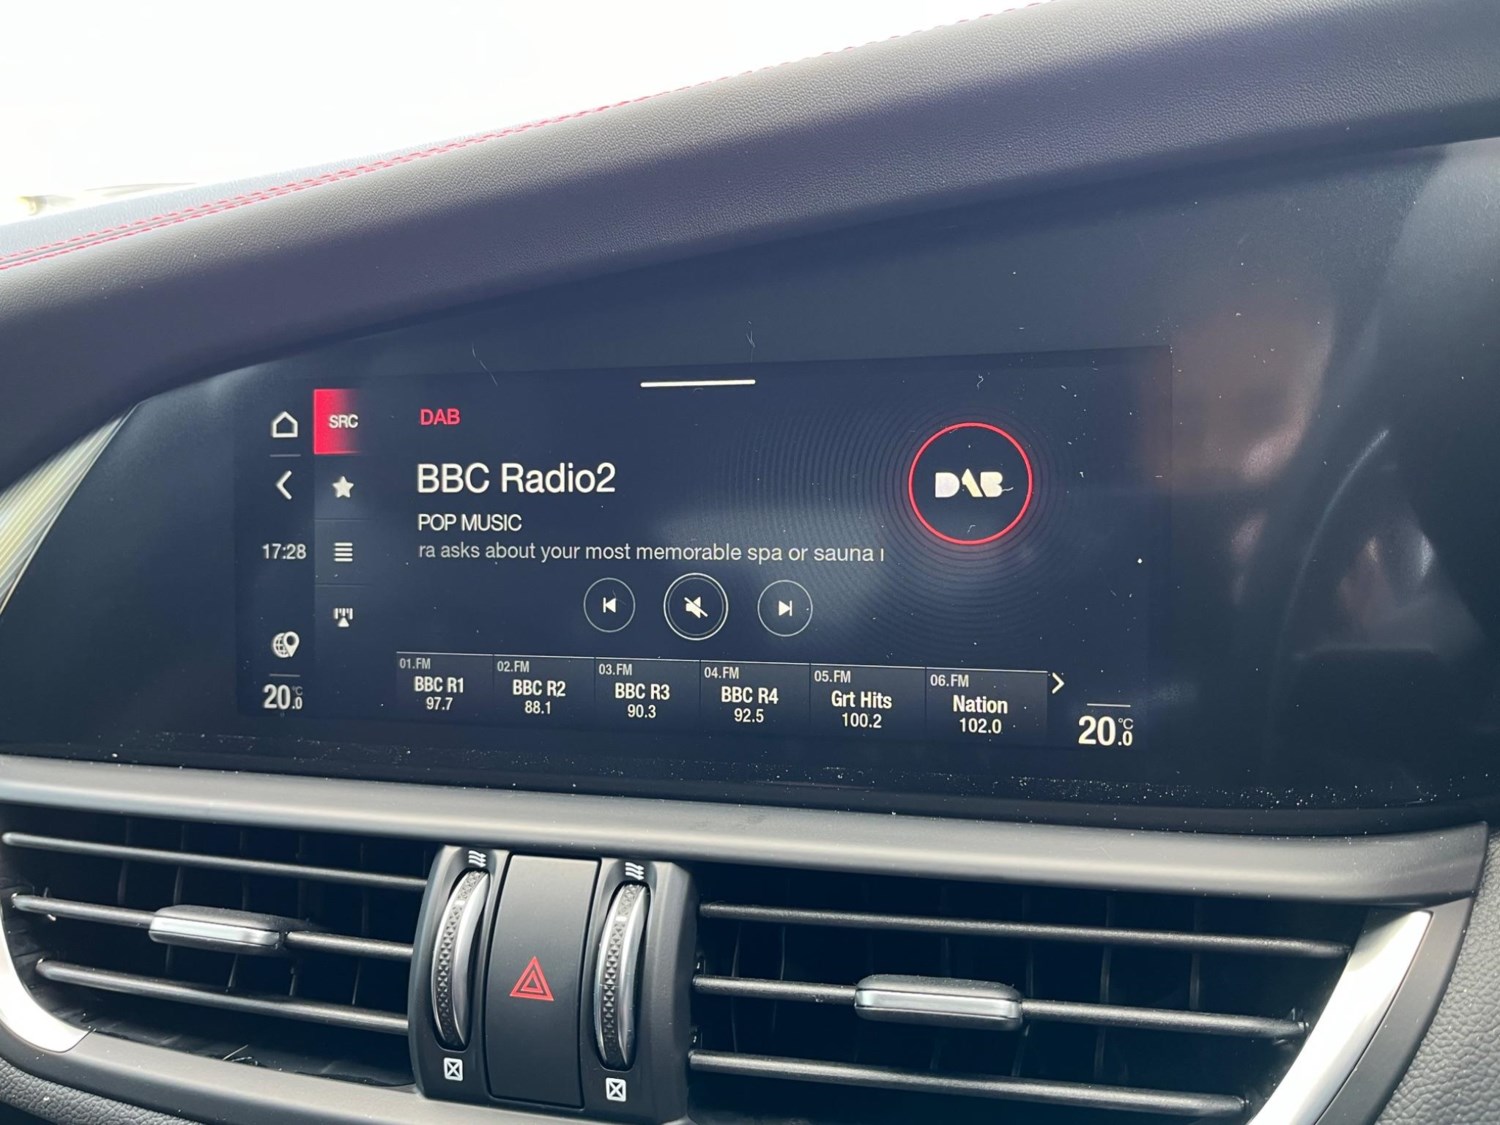 SRC
DAB
BBC Radio2
POP MUSIC
ra asks about your most memorable spa or sauna
DAB
17:28
01.FM
BBC R1
97.7
02.FM
BBC R2
88.1
03.FM
BBC R3
90.3
04.FM
BBC R4
92.5
05.FM
Grt Hits
100.2
06.FM
Nation
102.0
20.0°C
20.0°C